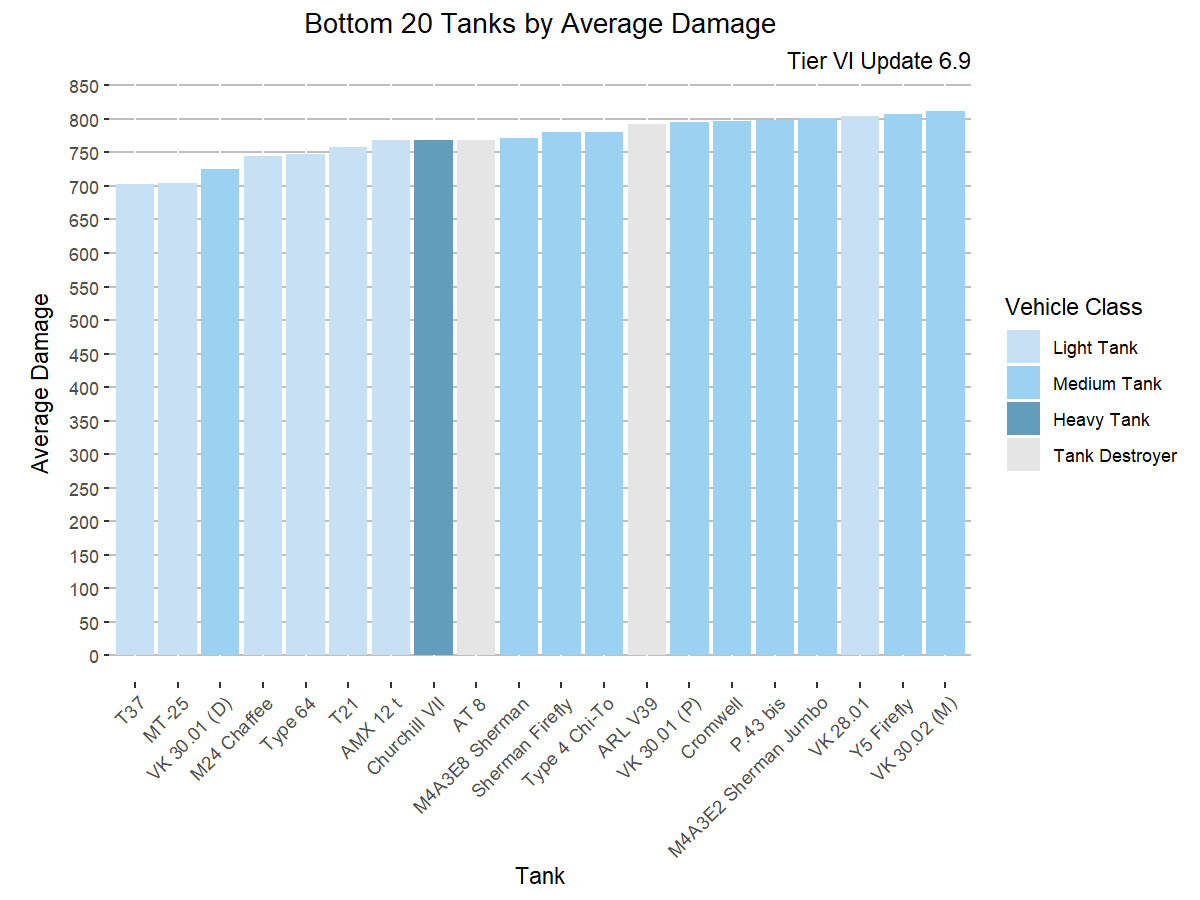 Bottom 20 Tanks by Average Damage
Tier VI Update 6.9
Average Damage
850
800
750
700
650
600
550
500
450
400
350
300
250
200
150
100
50
0
T37
MT-25
VK 30.01 (D)
M24 Chaffee
Type 64
T21
AMX 12 t
Churchill VII
AT 8
M4A3E8 Sherman
Sherman Firefly
Type 4 Chi-To
ARL V39
VK 30.01 (P)
Cromwell
P.43 bis
M4A3E2 Sherman Jumbo
VK 28.01
Y5 Firefly
VK 30.02 (M)
Tank
Vehicle Class
Light Tank
Medium Tank
Heavy Tank
Tank Destroyer